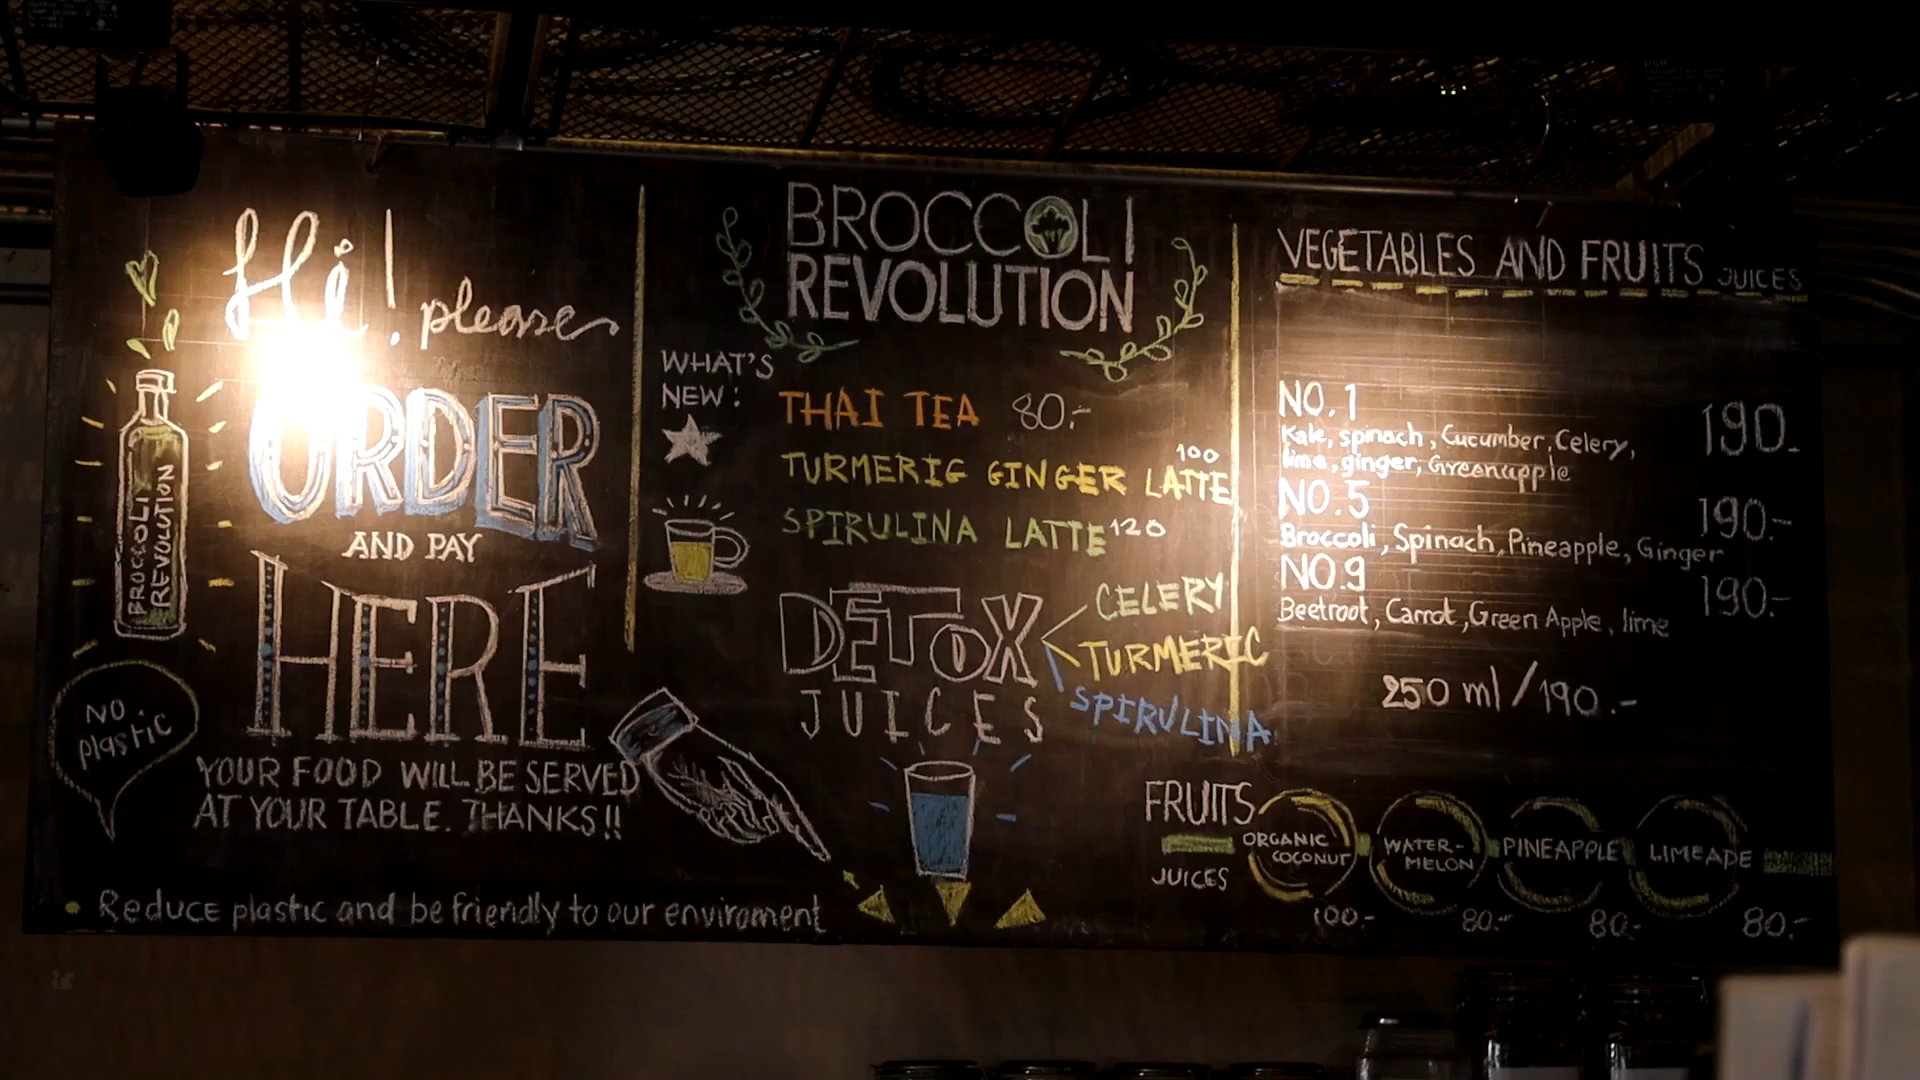 Hi! please
ORDER
AND PAY
HERE
YOUR FOOD WILL BE SERVED
AT YOUR TABLE. THANKS!!
BROCCOLI
REVOLUTION
NO
plastic
Reduce plastic and be friendly to our enviroment
BROCCOLI
REVOLUTION
WHAT'S
NEW:
THAI TEA 80.-
TURMERIC GINGER LATTE 100
SPIRULINA LATTE 120
DETOX
JUICES
CELERY
TURMERIC
SPIRULINA
VEGETABLES AND FRUITS JUICES
NO.1 190.-
Kale, spinach, Cucumber, Celery,
lime, ginger, Greenapple
NO.5 190.-
Broccoli, Spinach, Pineapple, Ginger
NO.9 190.-
Beetroot, Carrot, Green Apple, lime
250 ml/190.-
FRUITS
JUICES
ORGANIC
COCONUT
100-
WATER-
MELON
80.-
PINEAPPLE
80.-
LIMEADE
80.-